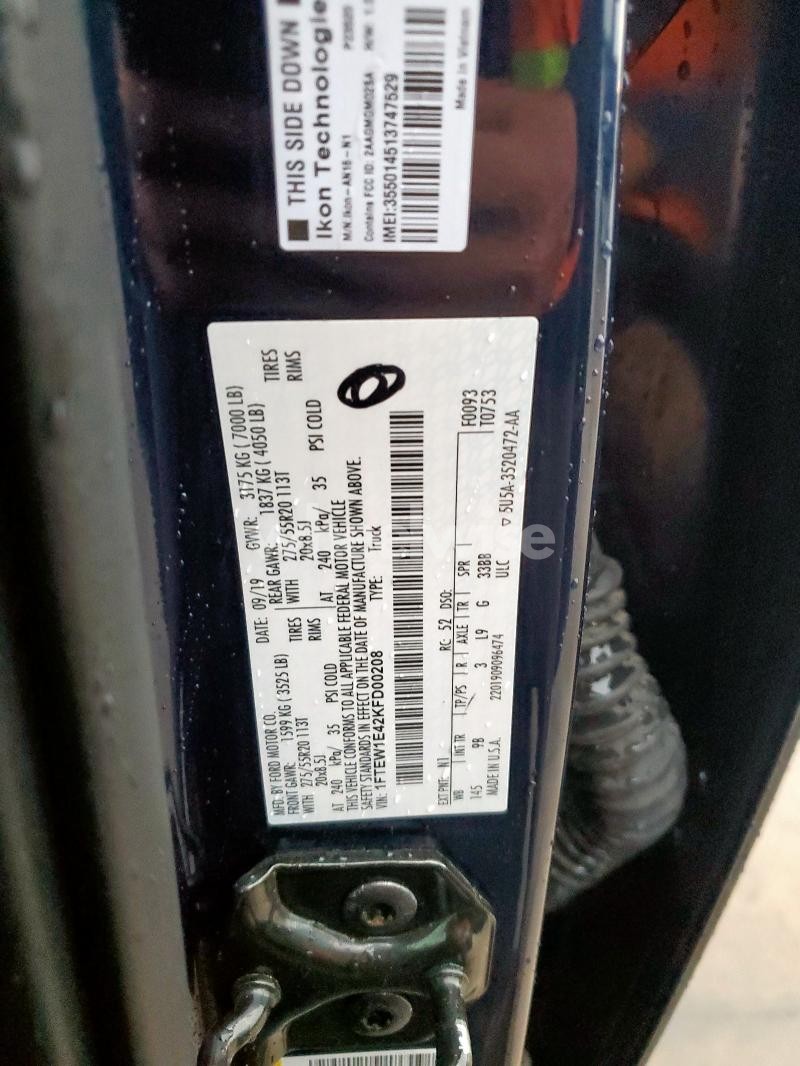 THIS SIDE DOWN
Ikon Technologie
M/N Ikon-AN16-N1
Contains FCC ID: 2AAGMGM02SA
IMEI:355014513747529
Made in Vietnam
MFD. BY FORD MOTOR CO.
DATE: 09/19 GVWR: 3175 KG ( 7000 LB)
FRONT GAWR: 1599 KG (3525 LB) REAR GAWR: 1837 KG ( 4050 LB)
WITH 275/55R20 113T TIRES WITH 275/55R20 113T TIRES
20x8.5J RIMS 20x8.5J RIMS
AT 240 kPa/ 35 PSI COLD AT 240 kPa/ 35 PSI COLD
THIS VEHICLE CONFORMS TO ALL APPLICABLE FEDERAL MOTOR VEHICLE
SAFETY STANDARDS IN EFFECT ON THE DATE OF MANUFACTURE SHOWN ABOVE.
VIN: 1FTEW1E42KFD00208 TYPE: Truck
EXT PNT: N1 RC: 52 DSO: F0093
WB INT TR TP/PS R AXLE TR SPR T0753
145 9B 3 L9 G 33BB
MADE IN U.S.A. 2201909096474 ULC
▽ 5U5A-3520472-AA